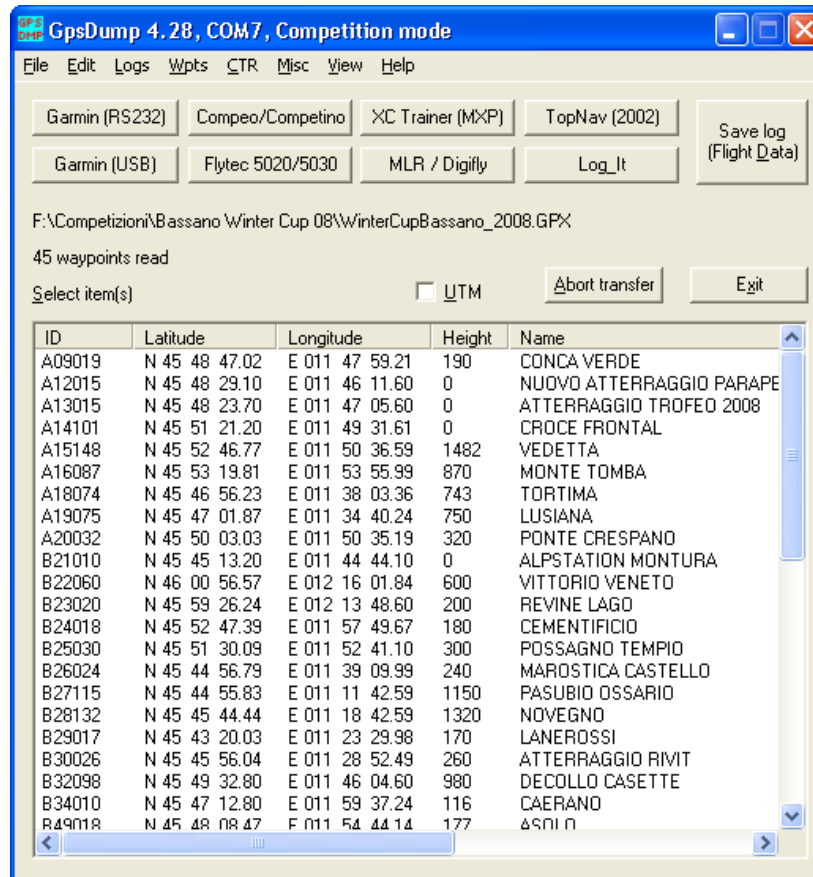 GPS DMP GpsDump 4.28, COM7, Competition mode
File Edit Logs Wpts CTR Misc View Help
Garmin (RS232) Compeo/Competino XC Trainer (MXP) TopNav (2002) Save log
(Flight Data)
Garmin (USB) Flytec 5020/5030 MLR / Digifly Log_It
F:\Competizioni\Bassano Winter Cup 08\WinterCupBassano_2008.GPX
45 waypoints read
Select item(s) UTM Abort transfer Exit
ID Latitude Longitude Height Name
A09019 N 45 48 47.02 E 011 47 59.21 190 CONCA VERDE
A12015 N 45 48 29.10 E 011 46 11.60 0 NUOVO ATTERRAGGIO PARAPE
A13015 N 45 48 23.70 E 011 47 05.60 0 ATTERRAGGIO TROFEO 2008
A14101 N 45 51 21.20 E 011 49 31.61 0 CROCE FRONTAL
A15148 N 45 52 46.77 E 011 50 36.59 1482 VEDETTA
A16087 N 45 53 19.81 E 011 53 55.99 870 MONTE TOMBA
A18074 N 45 46 56.23 E 011 38 03.36 743 TORTIMA
A19075 N 45 47 01.87 E 011 34 40.24 750 LUSIANA
A20032 N 45 50 03.03 E 011 50 35.19 320 PONTE CRESPANO
B21010 N 45 45 13.20 E 011 44 44.10 0 ALPSTATION MONTURA
B22060 N 46 00 56.57 E 012 16 01.84 600 VITTORIO VENETO
B23020 N 45 59 26.24 E 012 13 48.60 200 REVINE LAGO
B24018 N 45 52 47.39 E 011 57 49.67 180 CEMENTIFICIO
B25030 N 45 51 30.09 E 011 52 41.10 300 POSSAGNO TEMPIO
B26024 N 45 44 56.79 E 011 39 09.99 240 MAROSTICA CASTELLO
B27115 N 45 44 55.83 E 011 11 42.59 1150 PASUBIO OSSARIO
B28132 N 45 45 44.44 E 011 18 42.59 1320 NOVEGNO
B29017 N 45 43 20.03 E 011 23 29.98 170 LANEROSSI
B30026 N 45 45 56.04 E 011 28 52.49 260 ATTERRAGGIO RIVIT
B32098 N 45 49 32.80 E 011 46 04.60 980 DECOLLO CASETTE
B34010 N 45 47 12.80 E 011 59 37.24 116 CAERANO
B49018 N 45 48 08.47 E 011 54 44.14 177 ASOLO